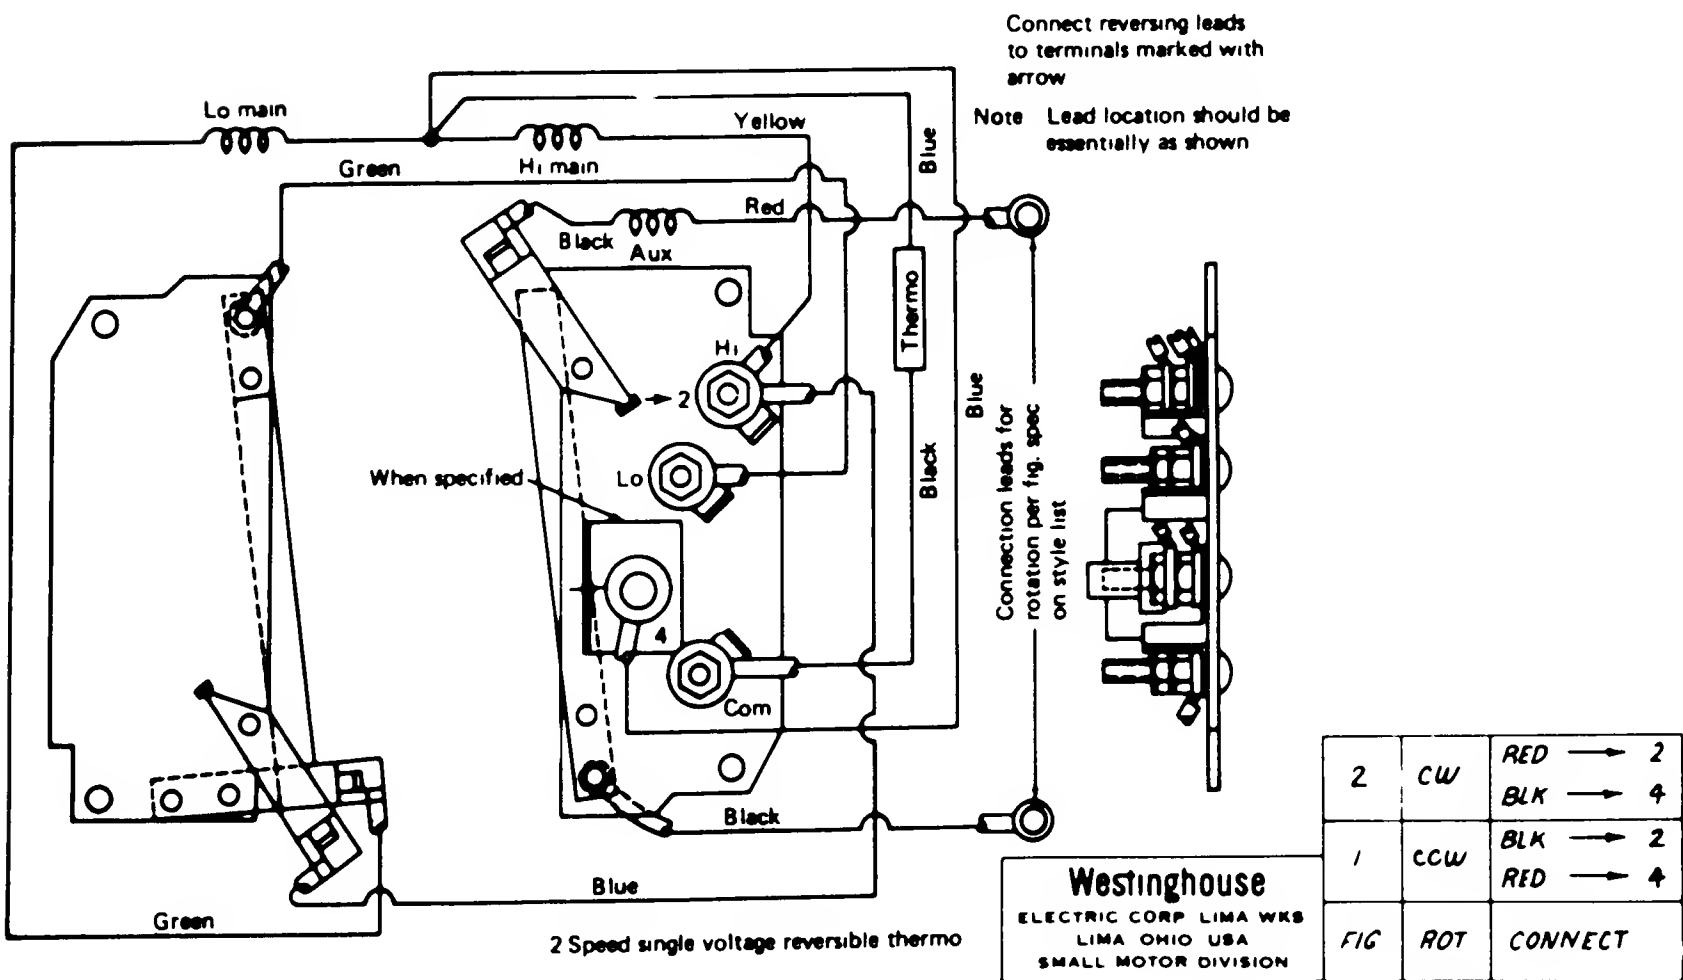 Connect reversing leads
to terminals marked with
arrow
Note Lead location should be
essentially as shown
Lo main
Hi main
Yellow
Green
Blue
Red
Black
Aux
Thermo
Hi
2
Lo
When specified
Black
Blue
Connection leads for
rotation per fig. spec
on style list
4
Com
Black
Blue
Green
2 Speed single voltage reversible thermo
Westinghouse
ELECTRIC CORP LIMA WKS
LIMA OHIO USA
SMALL MOTOR DIVISION
2 CW RED → 2
BLK → 4
1 CCW BLK → 2
RED → 4
FIG ROT CONNECT